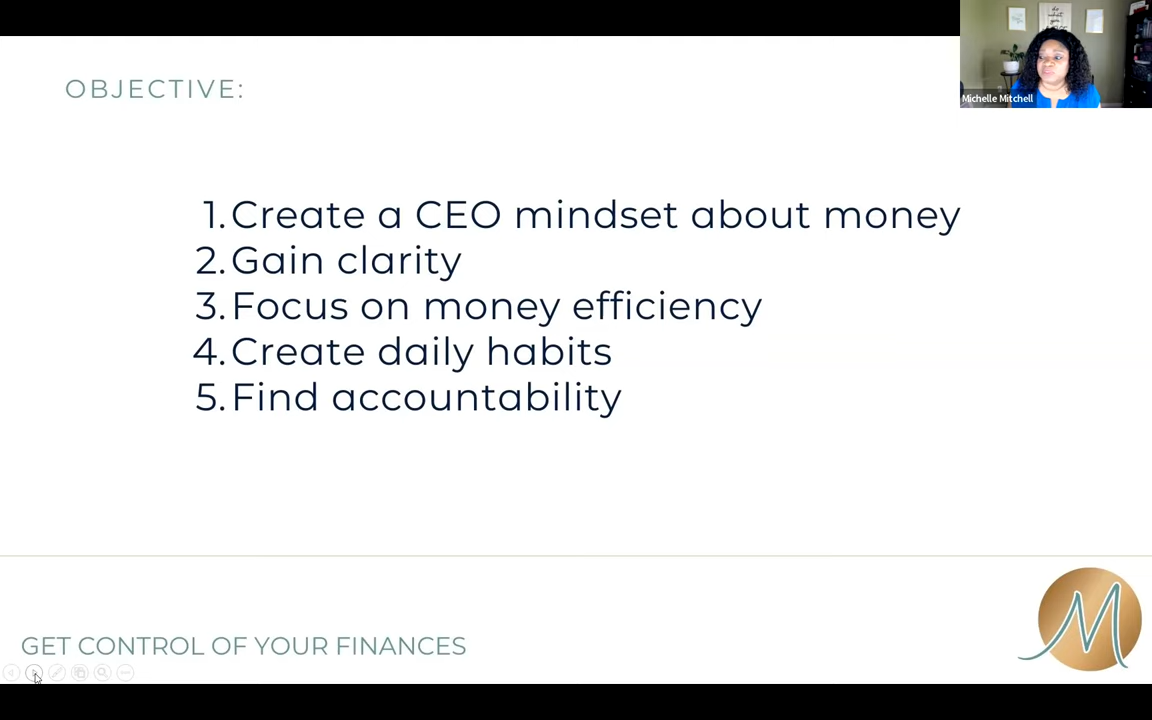 OBJECTIVE:
Michelle Mitchell
1. Create a CEO mindset about money
2. Gain clarity
3. Focus on money efficiency
4. Create daily habits
5. Find accountability
GET CONTROL OF YOUR FINANCES
M